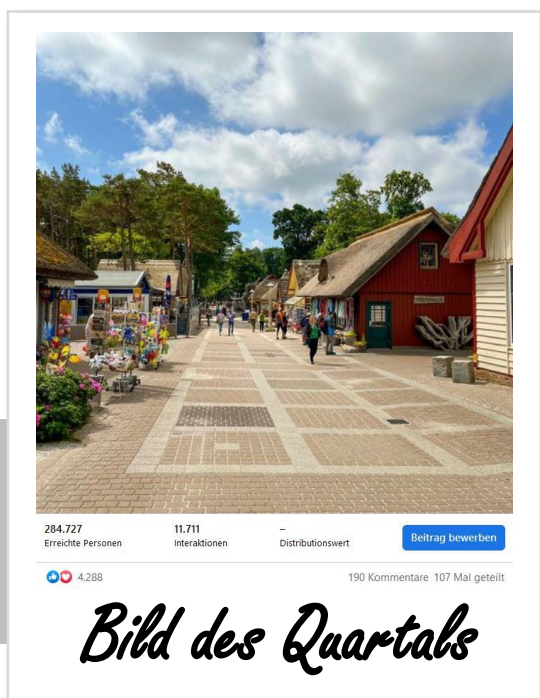 284.727
Erreichte Personen
11.711
Interaktionen
–
Distributionswert
Beitrag bewerben
4.288
190 Kommentare 107 Mal geteilt
Bild des Quartals